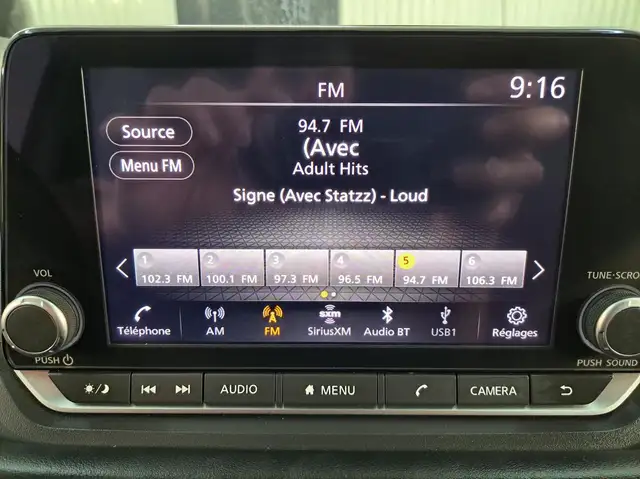 FM
9:16
Source
94.7 FM
(Avec
Menu FM
Adult Hits
Signe (Avec Statzz) - Loud
1 2 3 4 5 6
102.3 FM 100.1 FM 97.3 FM 96.5 FM 94.7 FM 106.3 FM
VOL
TUNE·SCRO
sxm
Téléphone AM FM SiriusXM Audio BT USB1 Réglages
PUSH
PUSH SOUND
AUDIO MENU CAMERA